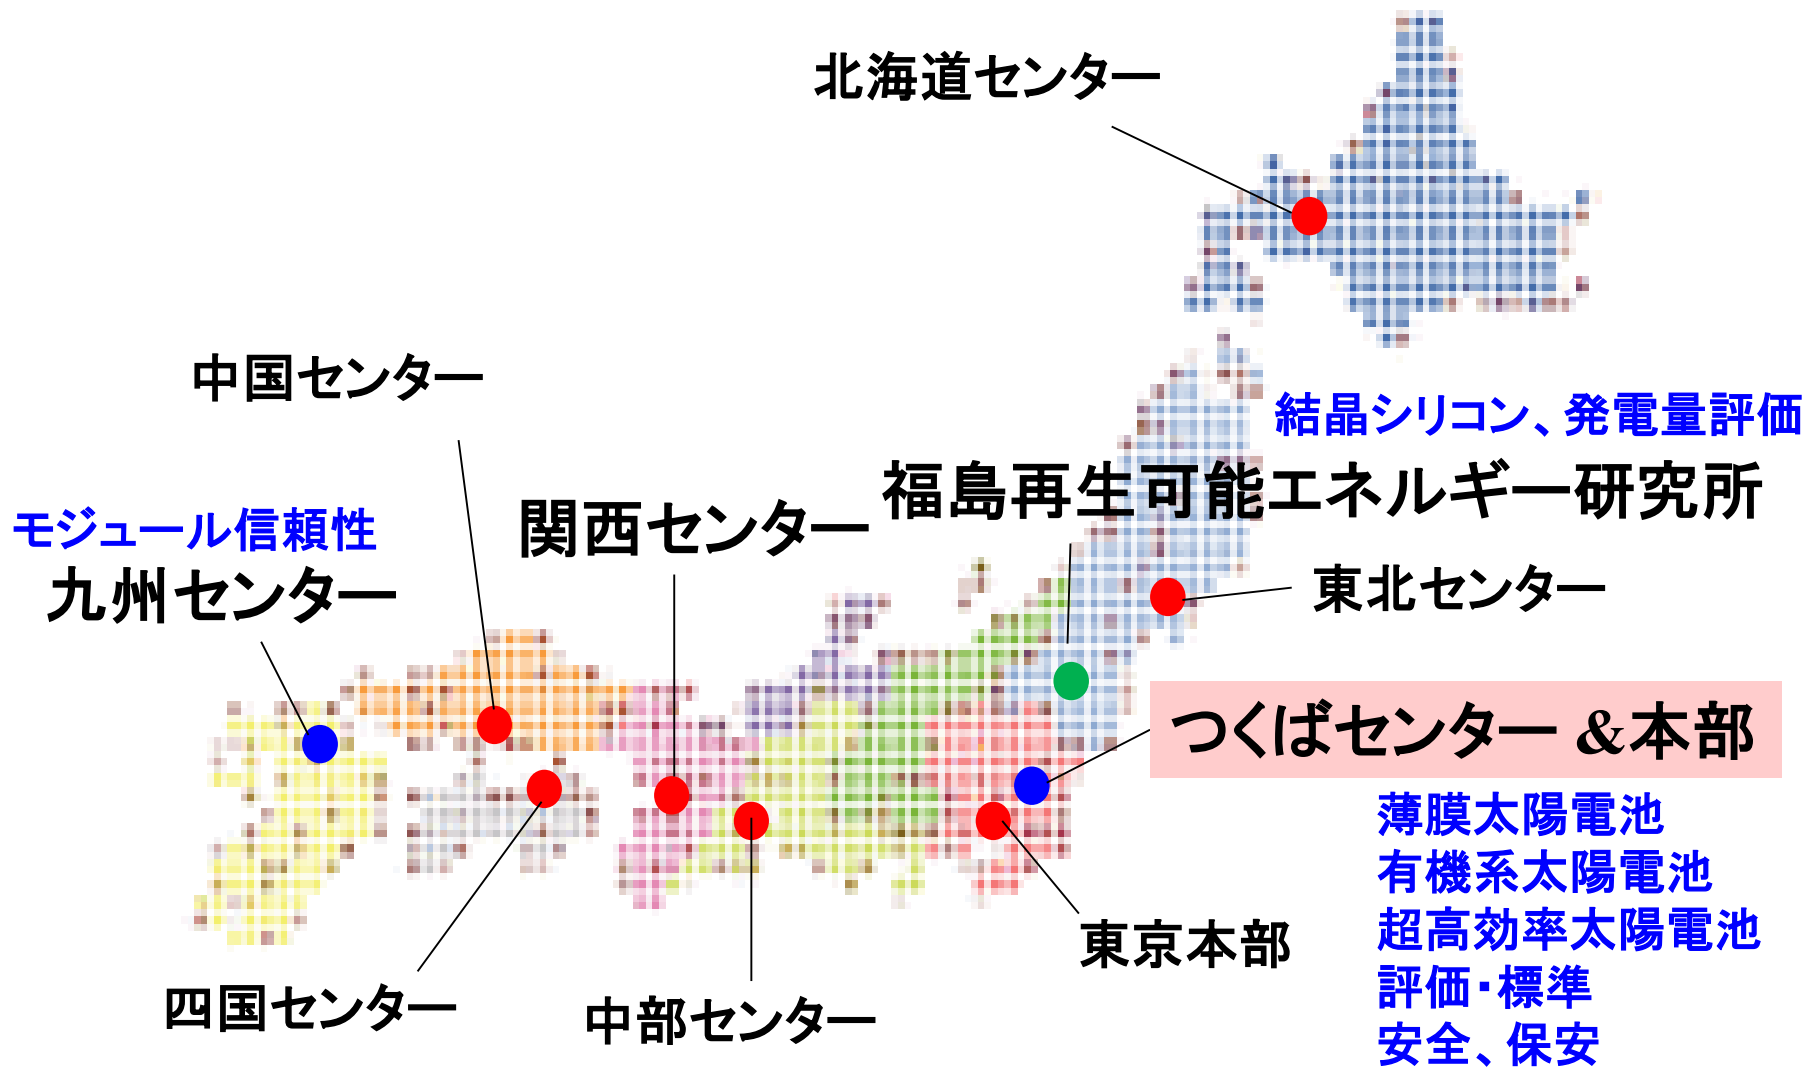 北海道センター
中国センター
結晶シリコン、発電量評価
福島再生可能エネルギー研究所
関西センター
モジュール信頼性
九州センター
東北センター
つくばセンター &本部
薄膜太陽電池
有機系太陽電池
超高効率太陽電池
評価・標準
安全、保安
東京本部
四国センター
中部センター